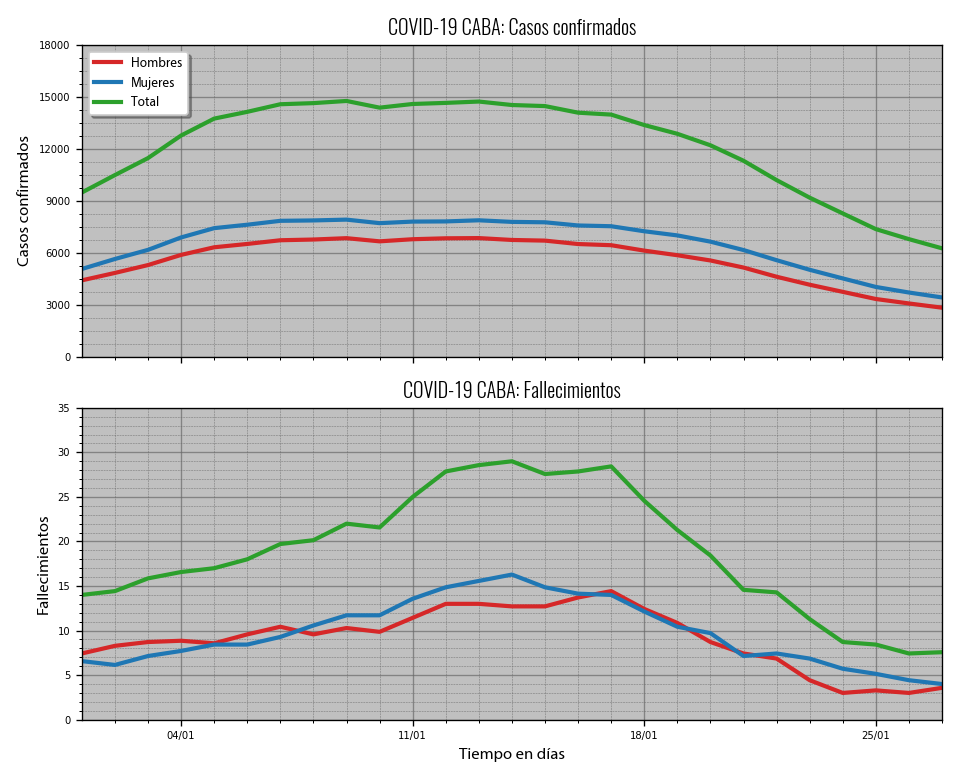 COVID-19 CABA: Casos confirmados
18000
15000
12000
9000
6000
3000
0
Casos confirmados
Hombres
Mujeres
Total
COVID-19 CABA: Fallecimientos
35
30
25
20
15
10
5
0
Fallecimientos
04/01
11/01
18/01
25/01
Tiempo en días